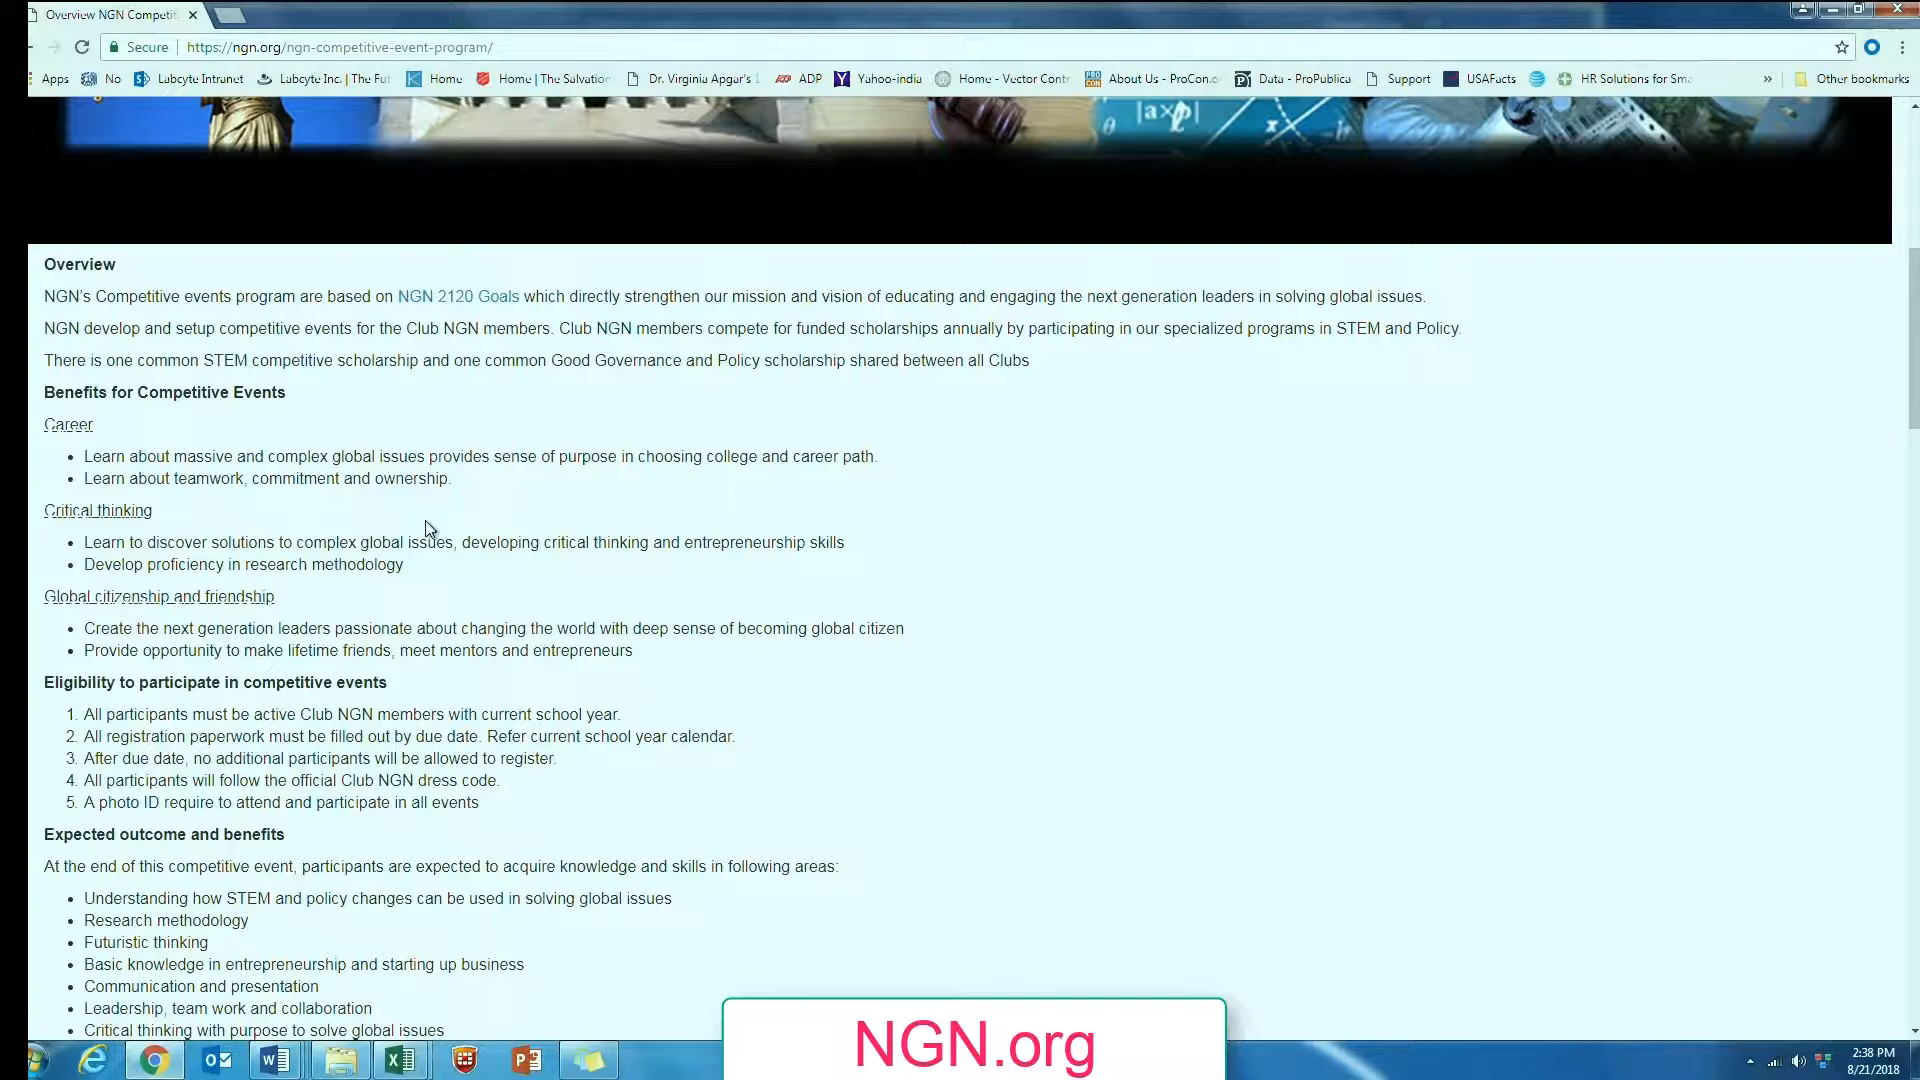 Overview NGN Competiti
Secure https://ngn.org/ngn-competitive-event-program/
Apps No Labcyte Intranet Labcyte Inc. | The Fut Home Home | The Salvation Dr. Virginia Apgar's ADP Yahoo-india Home - Vector Contr About Us - ProCon.o Data - ProPublica Support USAFacts HR Solutions for Sma » Other bookmarks
|axp|
θ x
Overview
NGN's Competitive events program are based on NGN 2120 Goals which directly strengthen our mission and vision of educating and engaging the next generation leaders in solving global issues.
NGN develop and setup competitive events for the Club NGN members. Club NGN members compete for funded scholarships annually by participating in our specialized programs in STEM and Policy.
There is one common STEM competitive scholarship and one common Good Governance and Policy scholarship shared between all Clubs
Benefits for Competitive Events
Career
• Learn about massive and complex global issues provides sense of purpose in choosing college and career path.
• Learn about teamwork, commitment and ownership.
Critical thinking
• Learn to discover solutions to complex global issues, developing critical thinking and entrepreneurship skills
• Develop proficiency in research methodology
Global citizenship and friendship
• Create the next generation leaders passionate about changing the world with deep sense of becoming global citizen
• Provide opportunity to make lifetime friends, meet mentors and entrepreneurs
Eligibility to participate in competitive events
1. All participants must be active Club NGN members with current school year.
2. All registration paperwork must be filled out by due date. Refer current school year calendar.
3. After due date, no additional participants will be allowed to register.
4. All participants will follow the official Club NGN dress code.
5. A photo ID require to attend and participate in all events
Expected outcome and benefits
At the end of this competitive event, participants are expected to acquire knowledge and skills in following areas:
• Understanding how STEM and policy changes can be used in solving global issues
• Research methodology
• Futuristic thinking
• Basic knowledge in entrepreneurship and starting up business
• Communication and presentation
• Leadership, team work and collaboration
• Critical thinking with purpose to solve global issues
NGN.org
2:38 PM
8/21/2018